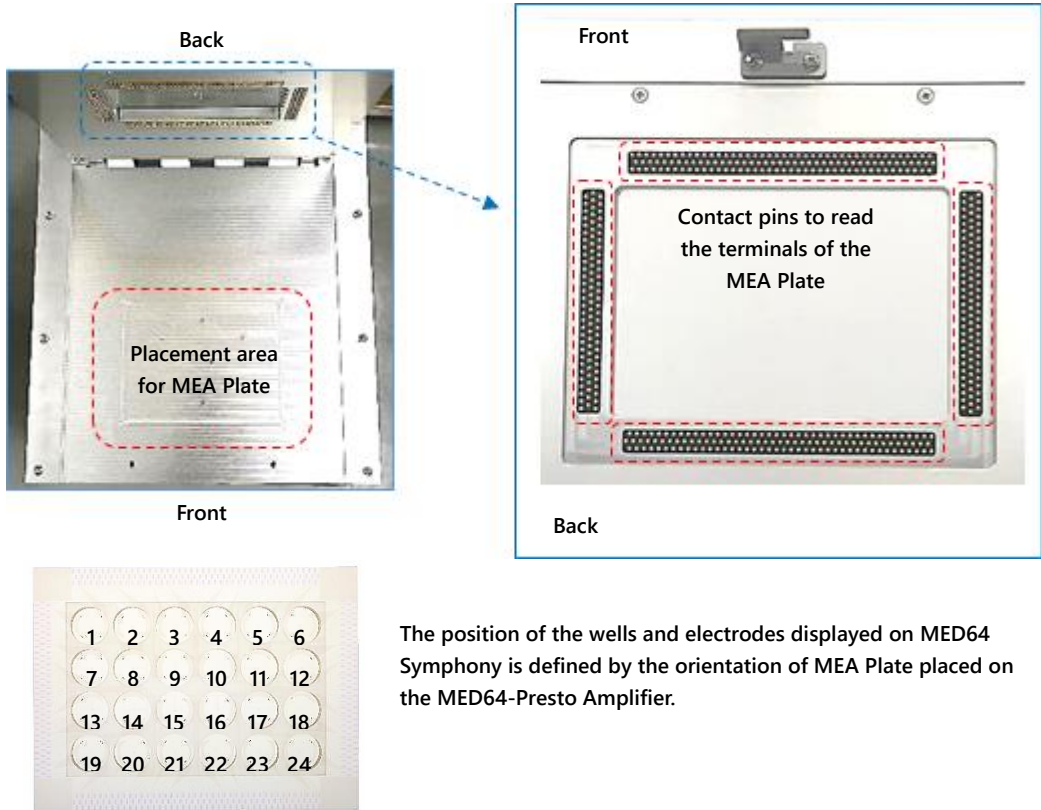 Back
Front
Contact pins to read
the terminals of the
MEA Plate
Placement area
for MEA Plate
Front
Back
1 2 3 4 5 6
7 8 9 10 11 12
13 14 15 16 17 18
19 20 21 22 23 24
The position of the wells and electrodes displayed on MED64
Symphony is defined by the orientation of MEA Plate placed on
the MED64-Presto Amplifier.